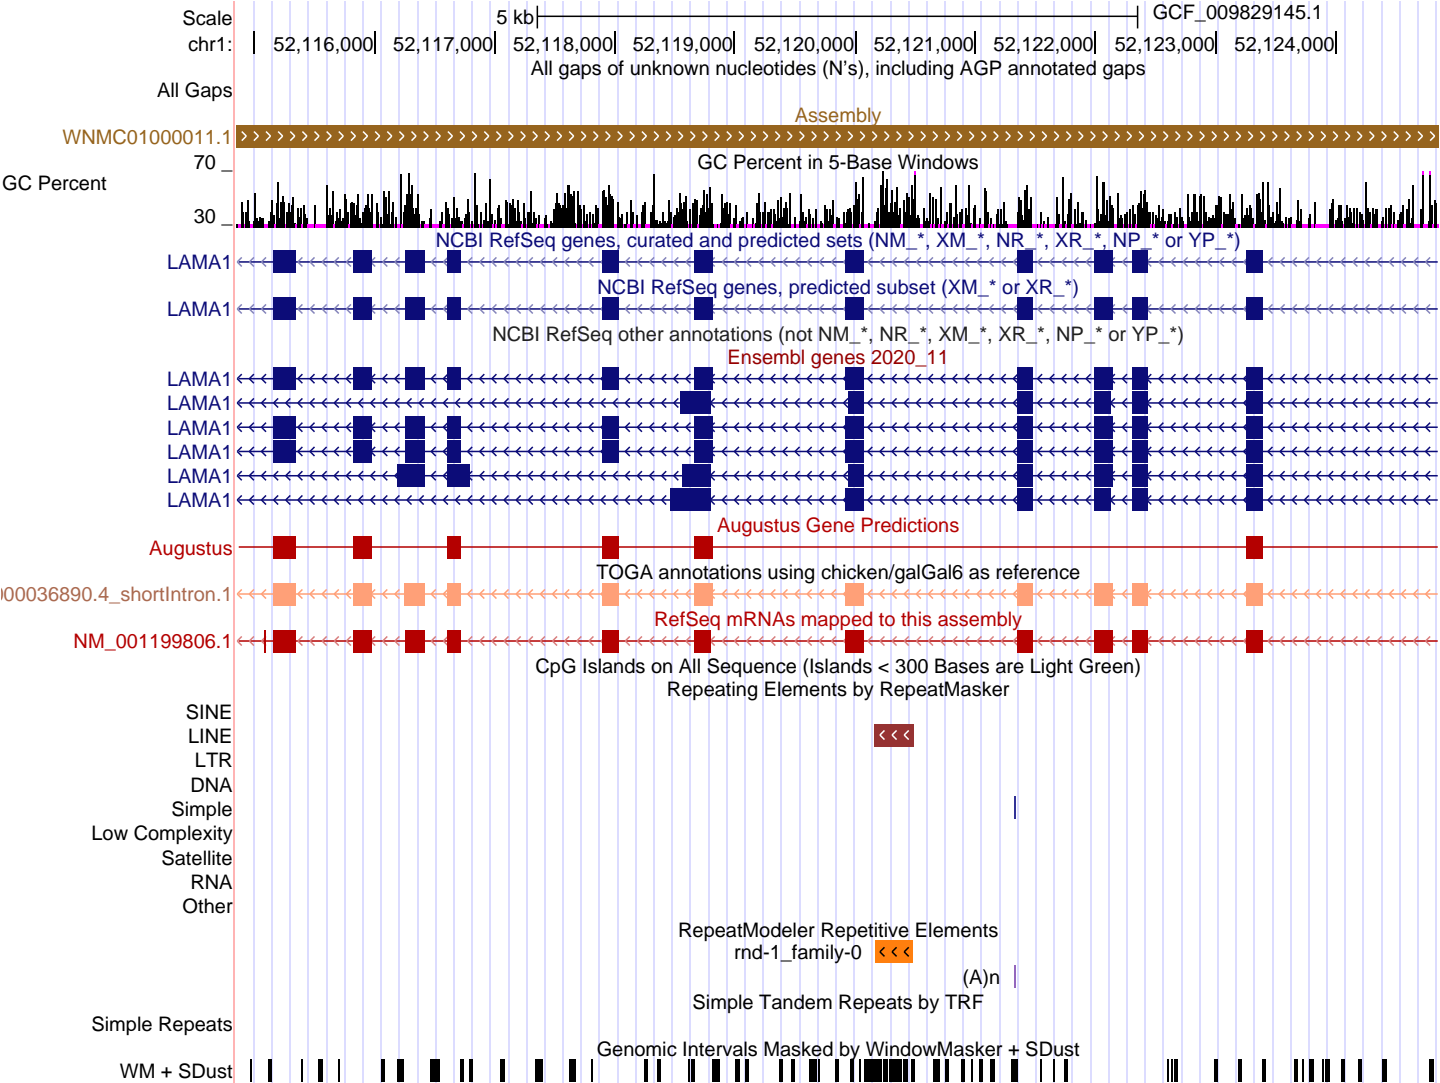 Scale 5 kb GCF_009829145.1
chr1: 52,116,000 52,117,000 52,118,000 52,119,000 52,120,000 52,121,000 52,122,000 52,123,000 52,124,000
All gaps of unknown nucleotides (N's), including AGP annotated gaps
All Gaps
Assembly
WNMC01000011.1
70 _ GC Percent in 5-Base Windows
GC Percent
30 _
NCBI RefSeq genes, curated and predicted sets (NM_*, XM_*, NR_*, XR_*, NP_* or YP_*)
LAMA1
NCBI RefSeq genes, predicted subset (XM_* or XR_*)
LAMA1
NCBI RefSeq other annotations (not NM_*, NR_*, XM_*, XR_*, NP_* or YP_*)
Ensembl genes 2020_11
LAMA1
LAMA1
LAMA1
LAMA1
LAMA1
LAMA1
Augustus Gene Predictions
Augustus
TOGA annotations using chicken/galGal6 as reference
00036890.4_shortIntron.1
RefSeq mRNAs mapped to this assembly
NM_001199806.1
CpG Islands on All Sequence (Islands < 300 Bases are Light Green)
Repeating Elements by RepeatMasker
SINE
LINE
LTR
DNA
Simple
Low Complexity
Satellite
RNA
Other
RepeatModeler Repetitive Elements
rnd-1_family-0
(A)n
Simple Tandem Repeats by TRF
Simple Repeats
Genomic Intervals Masked by WindowMasker + SDust
WM + SDust